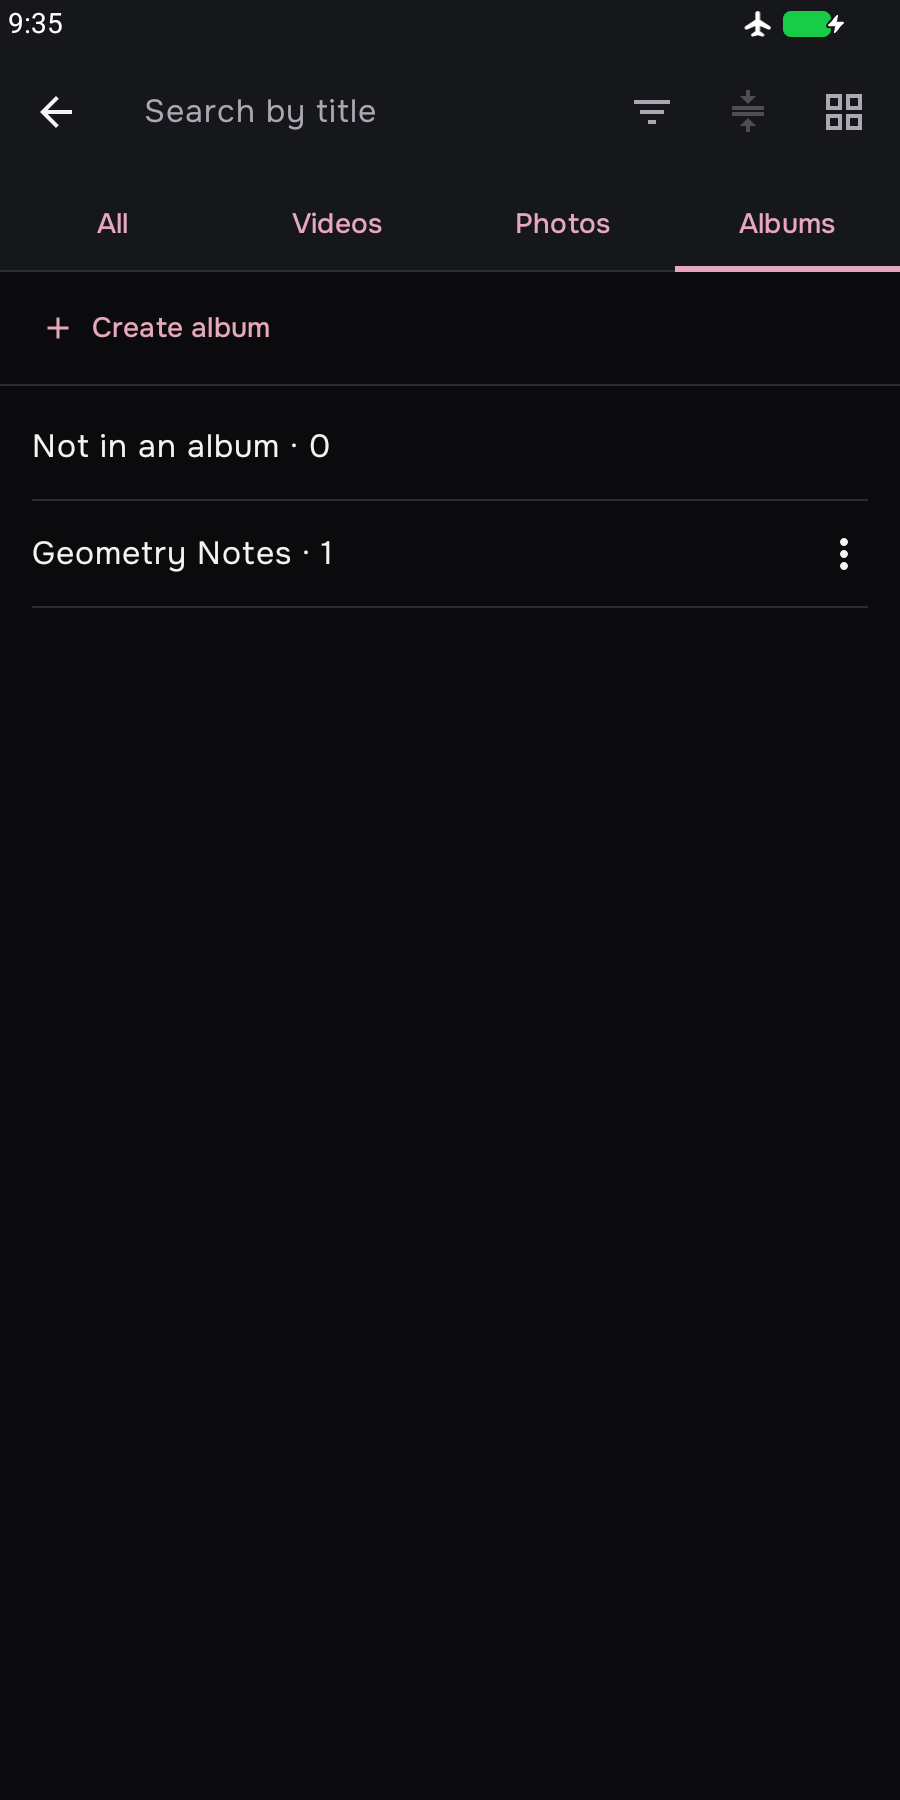 9:35
Search by title
All Videos Photos Albums
+ Create album
Not in an album · 0
Geometry Notes · 1